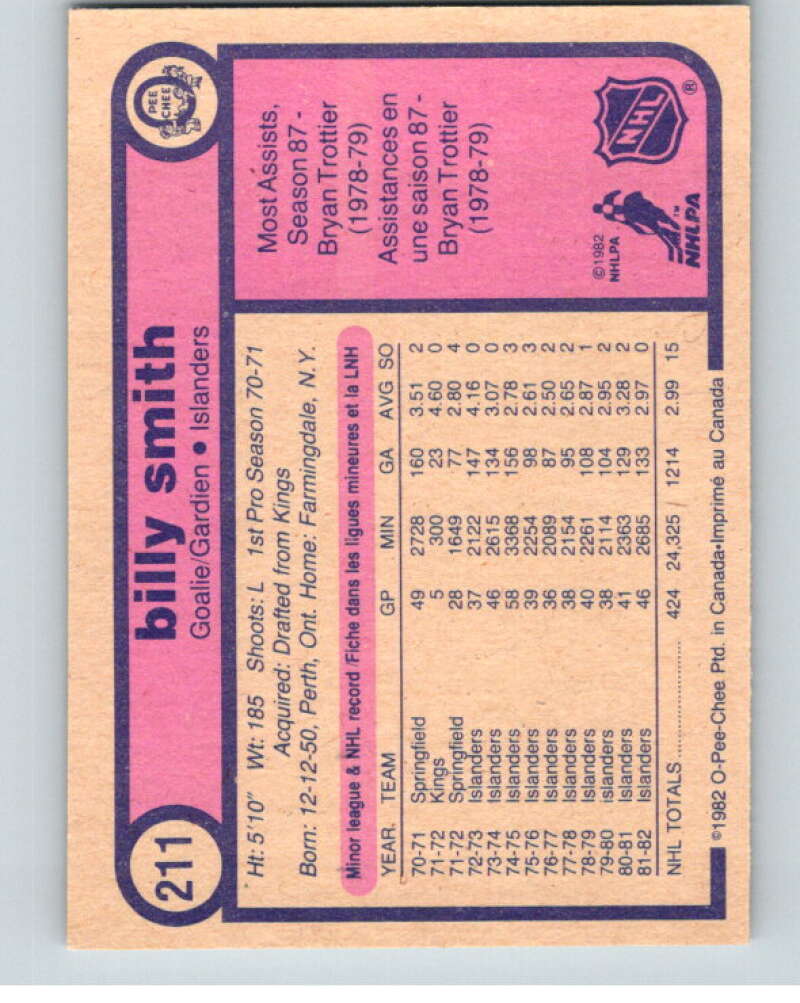 211
billy smith
Goalie/Gardien • Islanders
O
PEE
CHEE
Ht: 5'10" Wt: 185 Shoots: L 1st Pro Season 70-71
Acquired: Drafted from Kings
Born: 12-12-50, Perth, Ont. Home: Farmingdale, N.Y.
Minor league & NHL record/Fiche dans les ligues mineures et la LNH
YEAR. TEAM GP MIN GA AVG SO
70-71 Springfield 49 2728 160 3.51 2
71-72 Kings 5 300 23 4.60 0
71-72 Springfield 28 1649 77 2.80 4
72-73 Islanders 37 2122 147 4.16 0
73-74 Islanders 46 2615 134 3.07 0
74-75 Islanders 58 3368 156 2.78 3
75-76 Islanders 39 2254 98 2.61 3
76-77 Islanders 36 2089 87 2.50 2
77-78 Islanders 38 2154 95 2.65 2
78-79 Islanders 40 2261 108 2.87 1
79-80 Islanders 38 2114 104 2.95 2
80-81 Islanders 41 2363 129 3.28 2
81-82 Islanders 46 2685 133 2.97 0
NHL TOTALS .................... 424 24,325 1214 2.99 15
©1982 O-Pee-Chee Ptd. in Canada•Imprimé au Canada
Most Assists,
Season 87 -
Bryan Trottier
(1978-79)
Assistances en
une saison 87 -
Bryan Trottier
(1978-79)
©1982
NHLPA
NHLPA™
NHL®